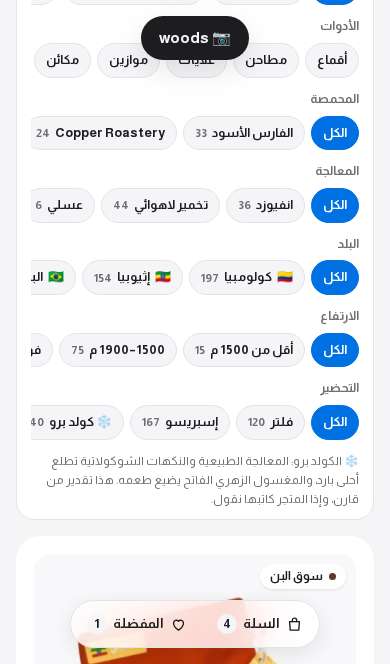 الأدوات
woods 📷
أقماع مطاحن موازين مكائن
المحمصة
الكل الفارس الأسود 33 Copper Roastery 24
المعالجة
الكل انفيوزد 36 تخمير لاهوائي 44 عسلي 6
البلد
الكل 🇨🇴 كولومبيا 197 🇪🇹 إثيوبيا 154 🇧🇷
الارتفاع
الكل أقل من 1500 م 15 1500–1900 م 75
التحضير
الكل فلتر 120 إسبريسو 167 ❄️ كولد برو 40
❄️ الكولد برو: المعالجة الطبيعية والنكهات الشوكولاتية تطلع
أحلى بارد، والمغسول الزهري الفاتح يضيع طعمه. هذا تقدير من
قارن، وإذا المتجر كاتبها نقول.
سوق البن
السلة 4 المفضلة 1